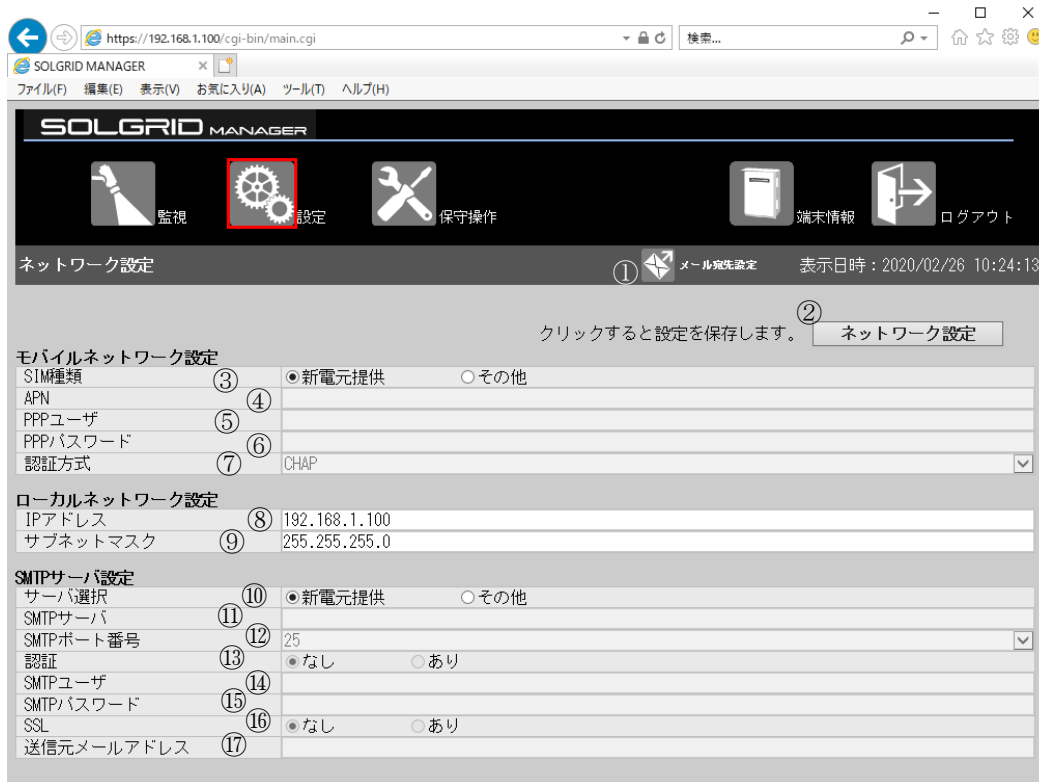 https://192.168.1.100/cgi-bin/main.cgi
検索...
SOLGRID MANAGER
ファイル(F) 編集(E) 表示(V) お気に入り(A) ツール(T) ヘルプ(H)
SOLGRID MANAGER
監視
設定
保守操作
端末情報
ログアウト
ネットワーク設定
① メール宛先設定
表示日時：2020/02/26 10:24:13
②
クリックすると設定を保存します。 ネットワーク設定
モバイルネットワーク設定
SIM種類 ③ 新電元提供 その他
APN ④
PPPユーザ ⑤
PPPパスワード ⑥
認証方式 ⑦ CHAP
ローカルネットワーク設定
IPアドレス ⑧ 192.168.1.100
サブネットマスク ⑨ 255.255.255.0
SMTPサーバ設定
サーバ選択 ⑩ 新電元提供 その他
SMTPサーバ ⑪
SMTPポート番号 ⑫ 25
認証 ⑬ なし あり
SMTPユーザ ⑭
SMTPパスワード ⑮
SSL ⑯ なし あり
送信元メールアドレス ⑰